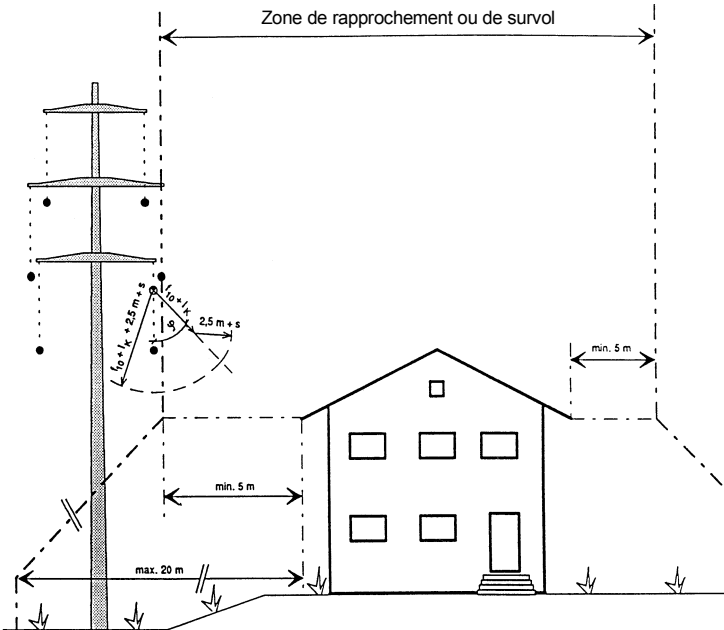 Zone de rapprochement ou de survol
f10 + lK + 2,5 m + s
f10 + lK
φ
2,5 m + s
min. 5 m
min. 5 m
max. 20 m